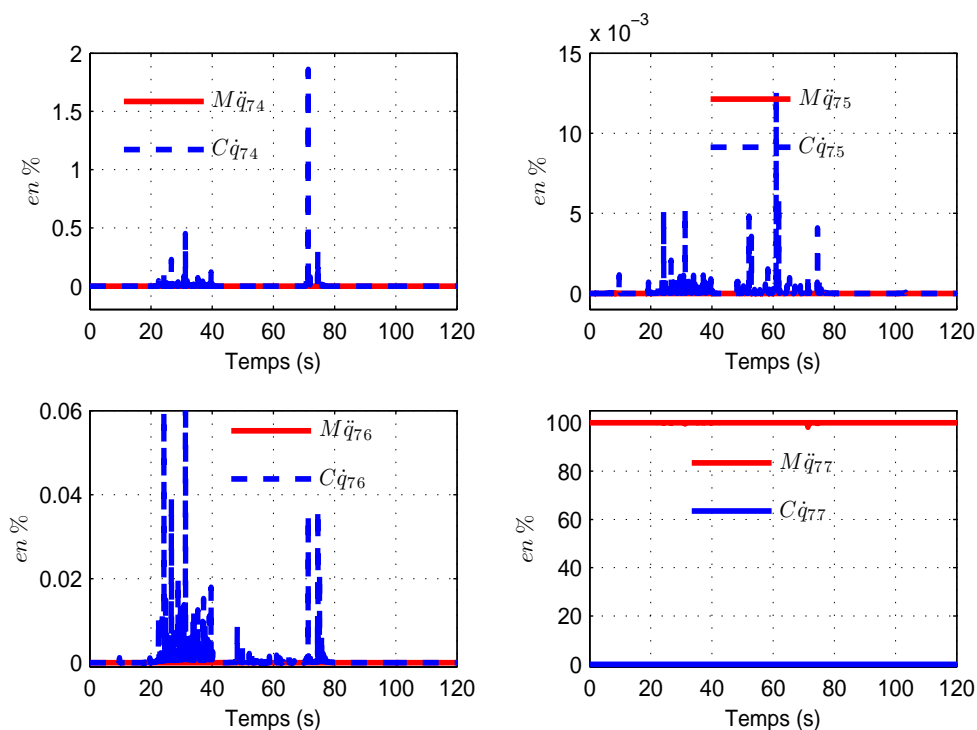 2
1.5
1
0.5
0
en %
Mq̈74
Cq̇74
0 20 40 60 80 100 120
Temps (s)
x 10⁻³
15
10
5
0
en %
Mq̈75
Cq̇75
0 20 40 60 80 100 120
Temps (s)
0.06
0.04
0.02
0
en %
Mq̈76
Cq̇76
0 20 40 60 80 100 120
Temps (s)
100
80
60
40
20
0
en %
Mq̈77
Cq̇77
0 20 40 60 80 100 120
Temps (s)